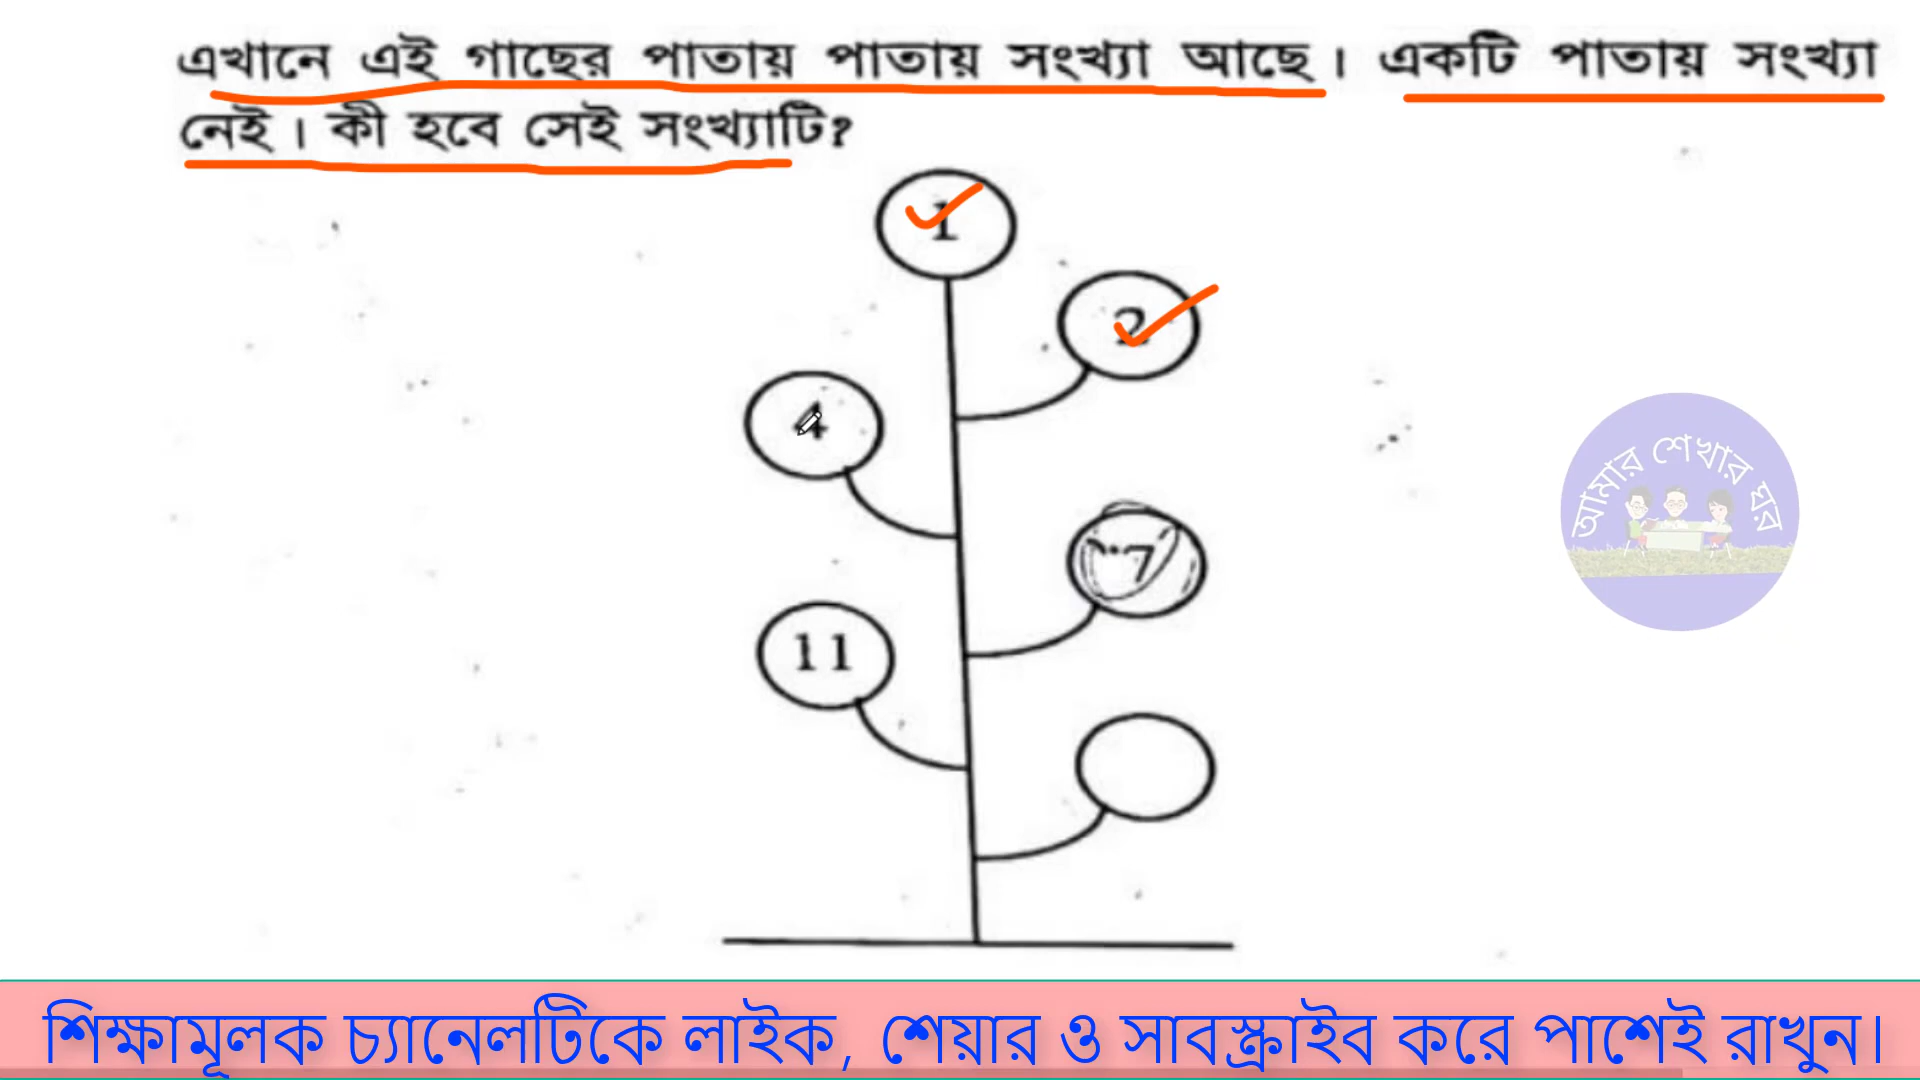 এখানে এই গাছের পাতায় পাতায় সংখ্যা আছে। একটি পাতায় সংখ্যা
নেই। কী হবে সেই সংখ্যাটি?
1
2
4
7
11
আমার শেখার ঘর
শিক্ষামূলক চ্যানেলটিকে লাইক, শেয়ার ও সাবস্ক্রাইব করে পাশেই রাখুন।